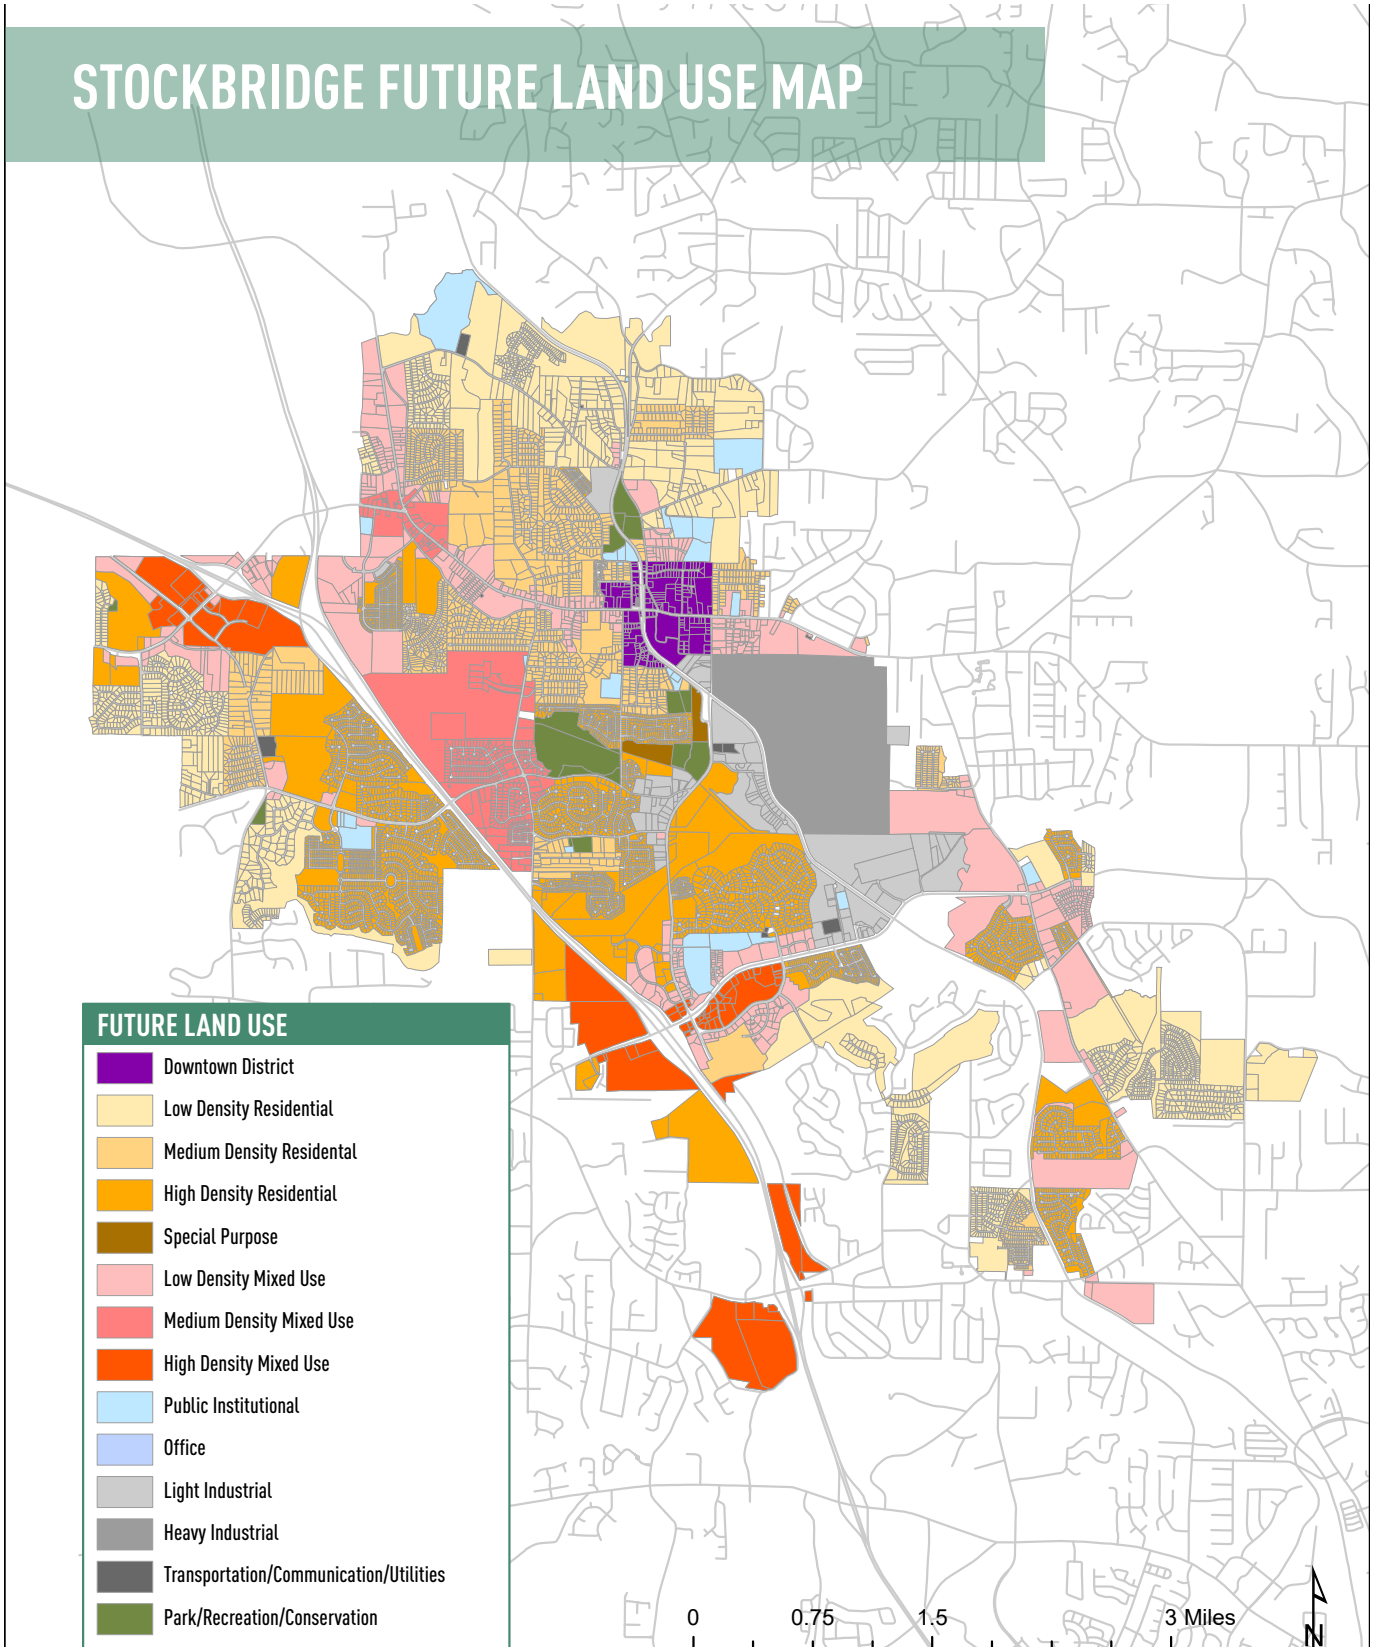 STOCKBRIDGE FUTURE LAND USE MAP
FUTURE LAND USE
Downtown District
Low Density Residential
Medium Density Residental
High Density Residential
Special Purpose
Low Density Mixed Use
Medium Density Mixed Use
High Density Mixed Use
Public Institutional
Office
Light Industrial
Heavy Industrial
Transportation/Communication/Utilities
Park/Recreation/Conservation
0 0.75 1.5 3 Miles
N